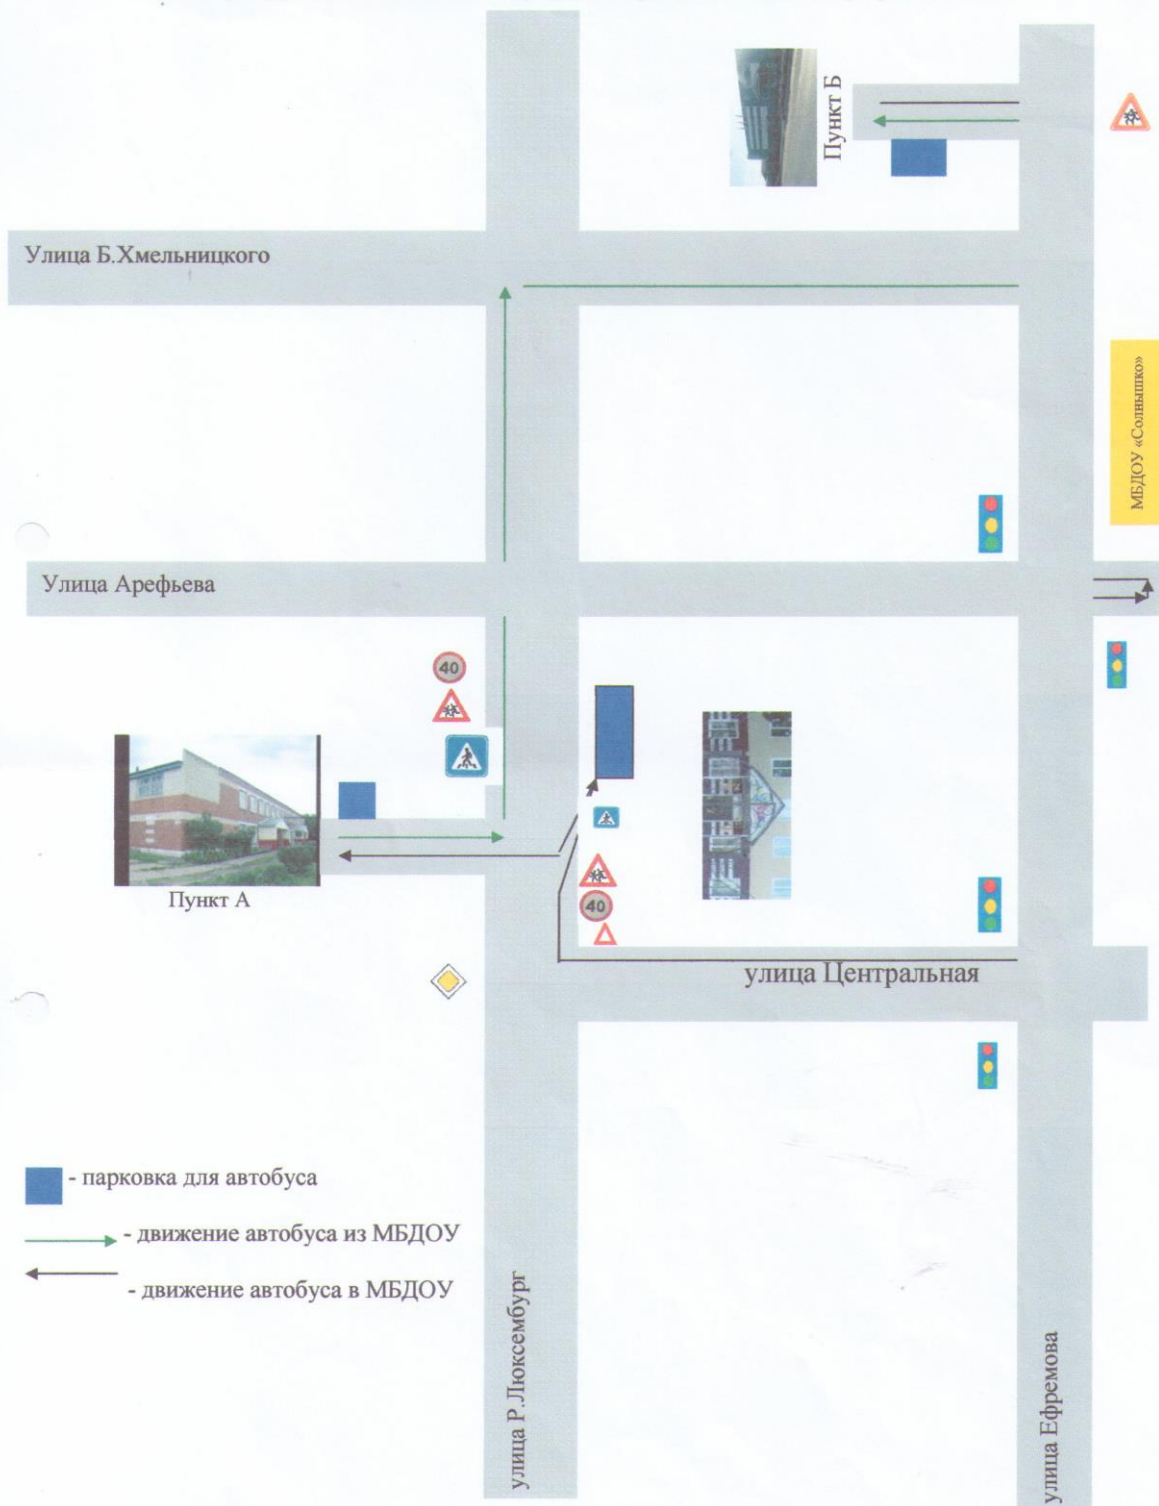 Пункт Б
Улица Б.Хмельницкого
МБДОУ «Солнышко»
Улица Арефьева
40
Пункт А
40
улица Центральная
- парковка для автобуса
- движение автобуса из МБДОУ
- движение автобуса в МБДОУ
улица Р.Люксембург
улица Ефремова